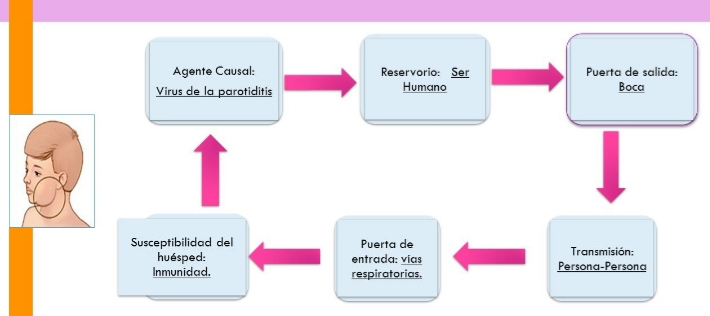 Agente Causal:
Virus de la parotiditis
Reservorio: Ser
Humano
Puerta de salida:
Boca
Transmisión:
Persona-Persona
Puerta de
entrada: vías
respiratorias.
Susceptibilidad del
huésped:
Inmunidad.